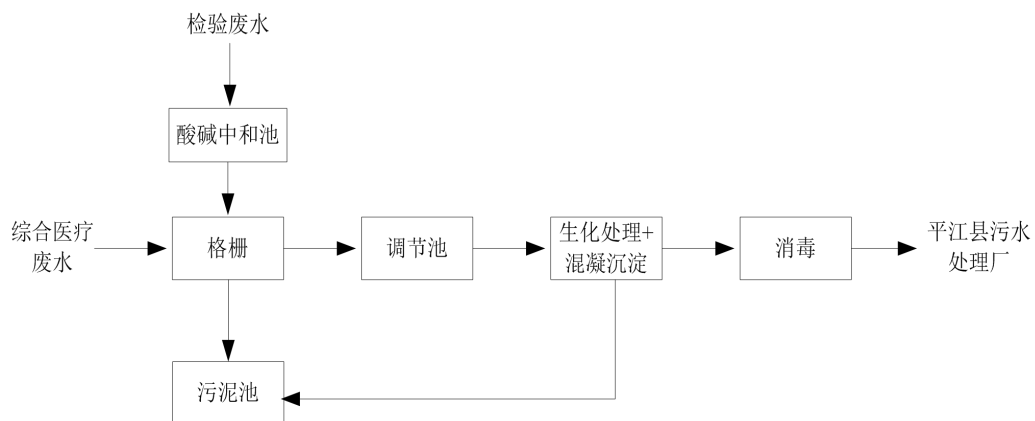 检验废水
酸碱中和池
综合医疗
废水
格栅
调节池
生化处理+
混凝沉淀
消毒
平江县污水
处理厂
污泥池